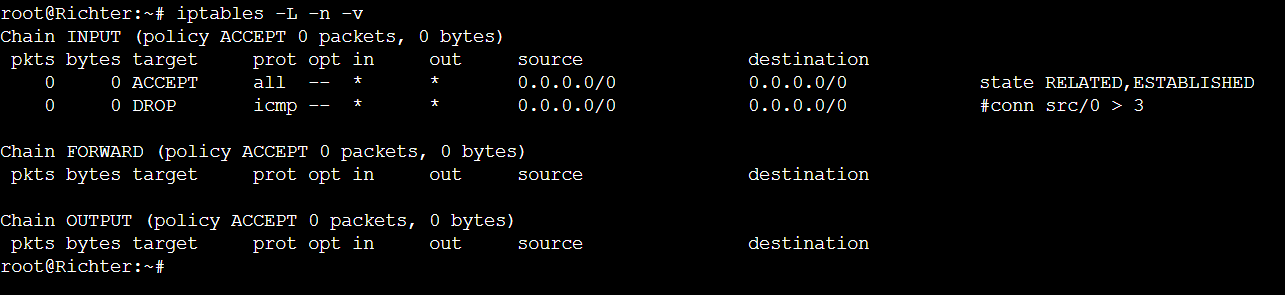 root@Richter:~# iptables -L -n -v
Chain INPUT (policy ACCEPT 0 packets, 0 bytes)
 pkts bytes target     prot opt in     out     source               destination
    0     0 ACCEPT     all  --  *      *       0.0.0.0/0            0.0.0.0/0            state RELATED,ESTABLISHED
    0     0 DROP       icmp --  *      *       0.0.0.0/0            0.0.0.0/0            #conn src/0 > 3

Chain FORWARD (policy ACCEPT 0 packets, 0 bytes)
 pkts bytes target     prot opt in     out     source               destination

Chain OUTPUT (policy ACCEPT 0 packets, 0 bytes)
 pkts bytes target     prot opt in     out     source               destination
root@Richter:~#